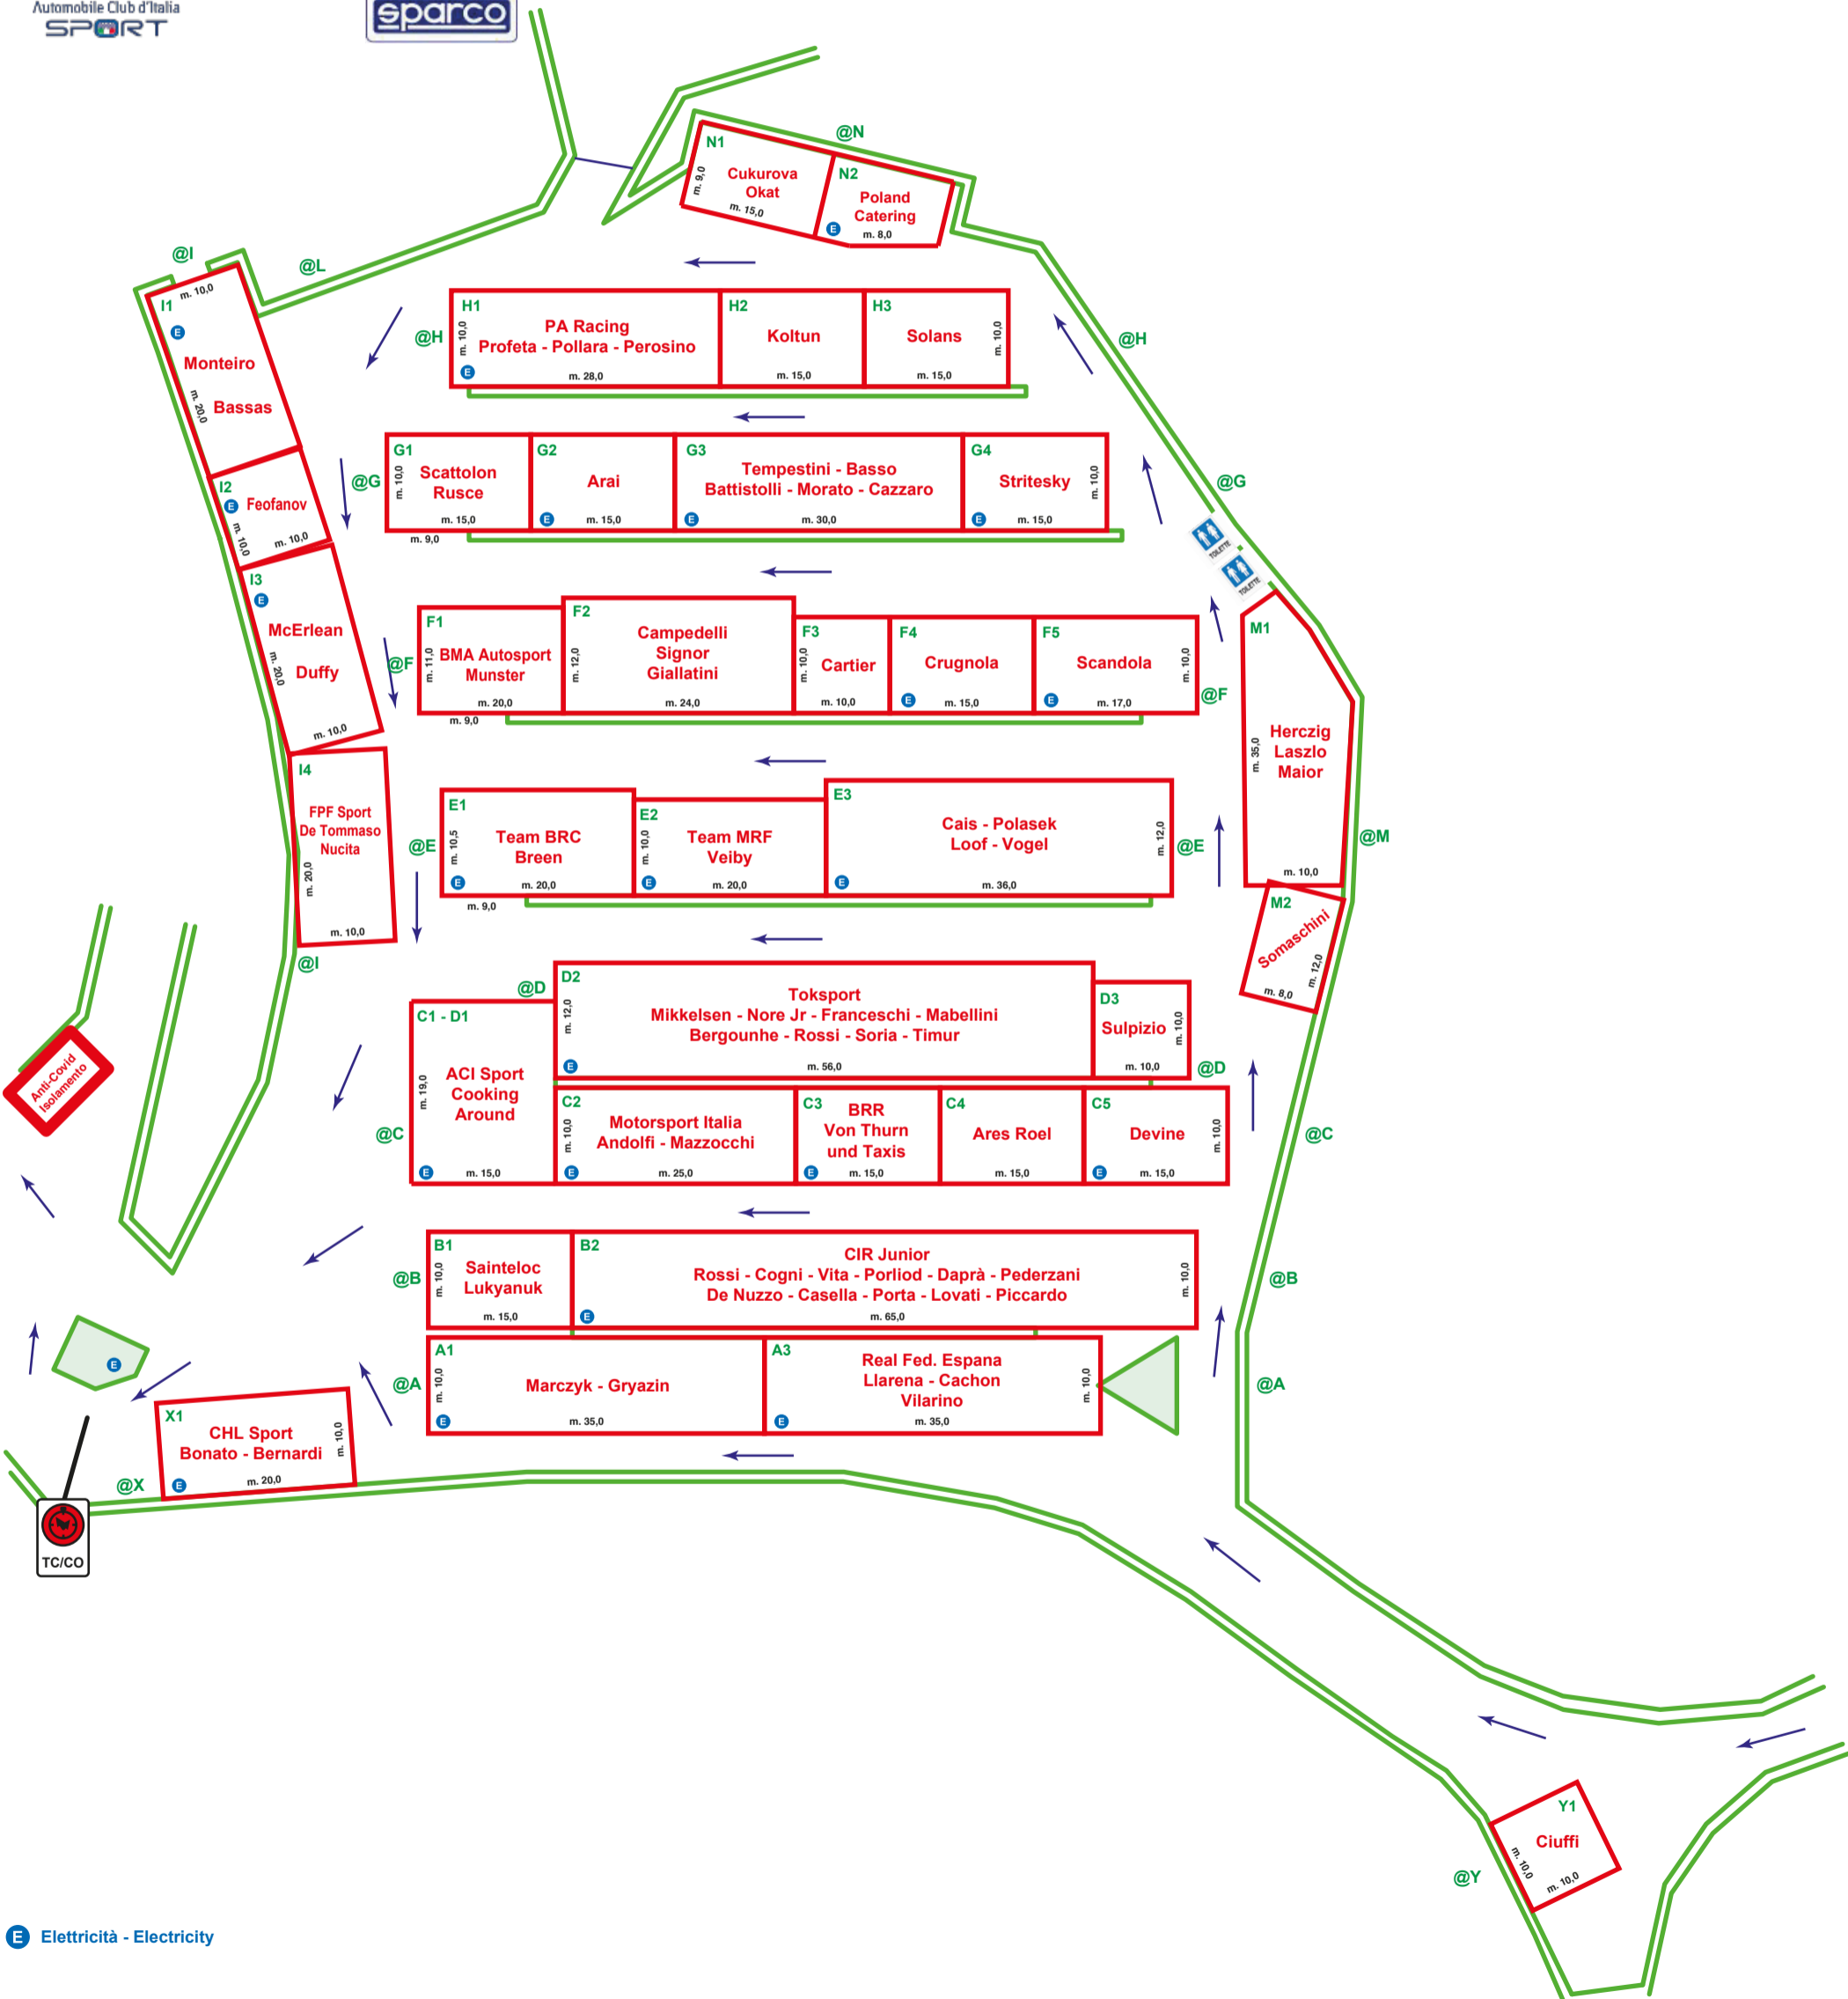 Automobile Club d'Italia
SPORT
sparco
@N
N1
Cukurova
Okat
m. 9,0
m. 15,0
N2
Poland
Catering
E
m. 8,0
@I
@L
I1
m. 10,0
E
Monteiro
m. 20,0
Bassas
@H
H1
m. 10,0
PA Racing
Profeta - Pollara - Perosino
E
m. 28,0
H2
Koltun
m. 15,0
H3
Solans
m. 10,0
m. 15,0
@H
I2
E
Feofanov
m. 10,0
m. 10,0
@G
G1
m. 10,0
Scattolon
Rusce
m. 15,0
m. 9,0
G2
Arai
E
m. 15,0
G3
Tempestini - Basso
Battistolli - Morato - Cazzaro
E
m. 30,0
G4
Stritesky
m. 10,0
E
m. 15,0
@G
TOILETTE
TOILETTE
I3
E
McErlean
m. 20,0
Duffy
m. 10,0
@F
F1
m. 11,0
BMA Autosport
Munster
m. 20,0
m. 9,0
F2
m. 12,0
Campedelli
Signor
Giallatini
m. 24,0
F3
m. 10,0
Cartier
m. 10,0
F4
Crugnola
E
m. 15,0
F5
Scandola
m. 10,0
E
m. 17,0
@F
M1
Herczig
Laszlo
Maior
m. 35,0
m. 10,0
I4
FPF Sport
De Tommaso
Nucita
m. 20,0
m. 10,0
@I
@E
E1
m. 10,5
Team BRC
Breen
E
m. 20,0
m. 9,0
E2
m. 10,0
Team MRF
Veiby
E
m. 20,0
E3
Cais - Polasek
Loof - Vogel
m. 12,0
E
m. 36,0
@E
@M
M2
Somaschini
m. 12,0
m. 8,0
@D
D2
m. 12,0
Toksport
Mikkelsen - Nore Jr - Franceschi - Mabellini
Bergounhe - Rossi - Soria - Timur
E
m. 56,0
D3
Sulpizio
m. 10,0
m. 10,0
@D
Anti-Covid
Isolamento
@C
C1 - D1
m. 19,0
ACI Sport
Cooking
Around
E
m. 15,0
C2
m. 10,0
Motorsport Italia
Andolfi - Mazzocchi
E
m. 25,0
C3
BRR
Von Thurn
und Taxis
E
m. 15,0
C4
Ares Roel
m. 15,0
C5
Devine
m. 10,0
E
m. 15,0
@C
@B
B1
m. 10,0
Sainteloc
Lukyanuk
m. 15,0
B2
CIR Junior
Rossi - Cogni - Vita - Porliod - Daprà - Pederzani
De Nuzzo - Casella - Porta - Lovati - Piccardo
m. 10,0
E
m. 65,0
@B
@A
A1
m. 10,0
Marczyk - Gryazin
E
m. 35,0
A3
Real Fed. Espana
Llarena - Cachon
Vilarino
m. 10,0
E
m. 35,0
@A
E
X1
CHL Sport
Bonato - Bernardi
m. 10,0
E
m. 20,0
@X
TC/CO
Y1
Ciuffi
m. 10,0
m. 10,0
@Y
E Elettricità - Electricity